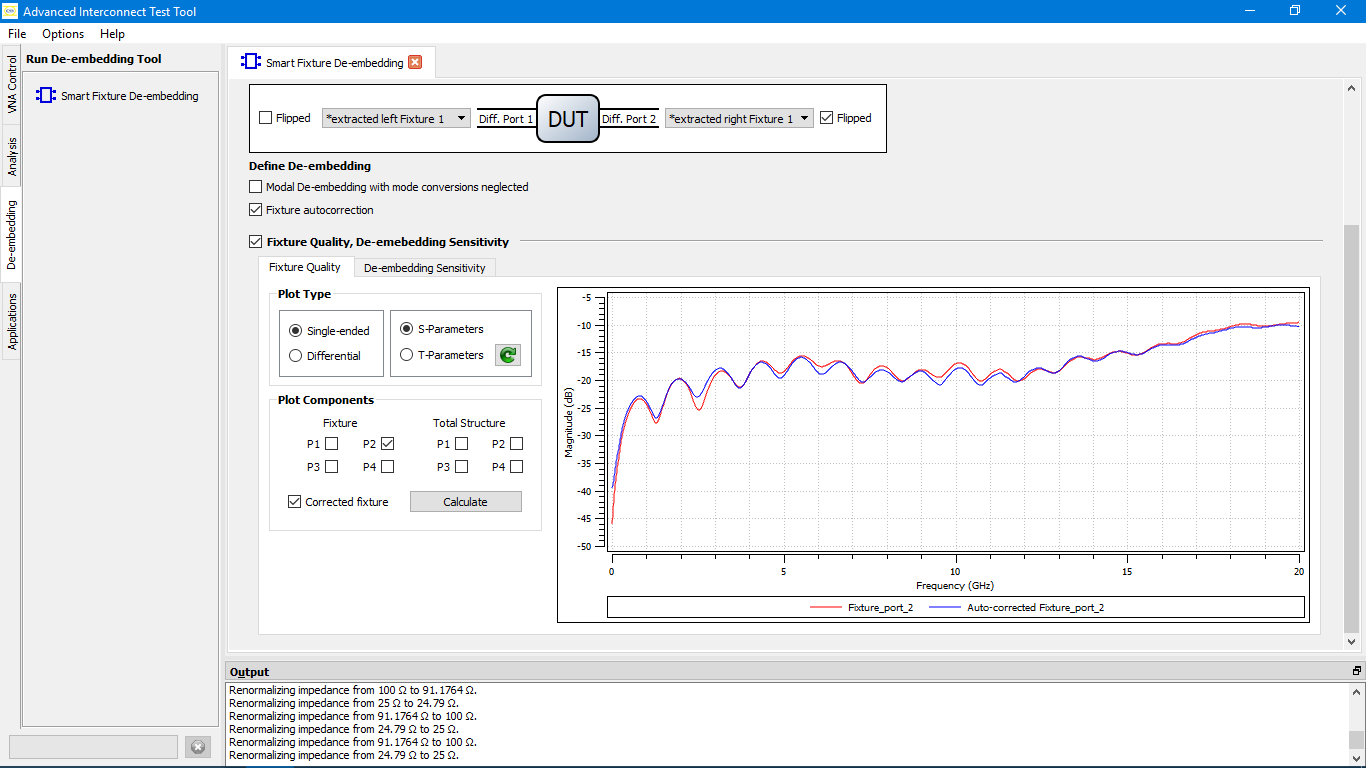 Advanced Interconnect Test Tool
File Options Help
VNA Control
Analysis
De-embedding
Applications
Run De-embedding Tool
Smart Fixture De-embedding
Smart Fixture De-embedding
Flipped *extracted left Fixture 1 Diff. Port 1 DUT Diff. Port 2 *extracted right Fixture 1 Flipped
Define De-embedding
Modal De-embedding with mode conversions neglected
Fixture autocorrection
Fixture Quality, De-emebedding Sensitivity
Fixture Quality De-embedding Sensitivity
Plot Type
Single-ended S-Parameters
Differential T-Parameters
Plot Components
Fixture Total Structure
P1 P2 P1 P2
P3 P4 P3 P4
Corrected fixture Calculate
Magnitude (dB)
-5
-10
-15
-20
-25
-30
-35
-40
-45
-50
0 5 10 15 20
Frequency (GHz)
Fixture_port_2 Auto-corrected Fixture_port_2
Output
Renormalizing impedance from 100 Ω to 91.1764 Ω.
Renormalizing impedance from 25 Ω to 24.79 Ω.
Renormalizing impedance from 91.1764 Ω to 100 Ω.
Renormalizing impedance from 24.79 Ω to 25 Ω.
Renormalizing impedance from 91.1764 Ω to 100 Ω.
Renormalizing impedance from 24.79 Ω to 25 Ω.